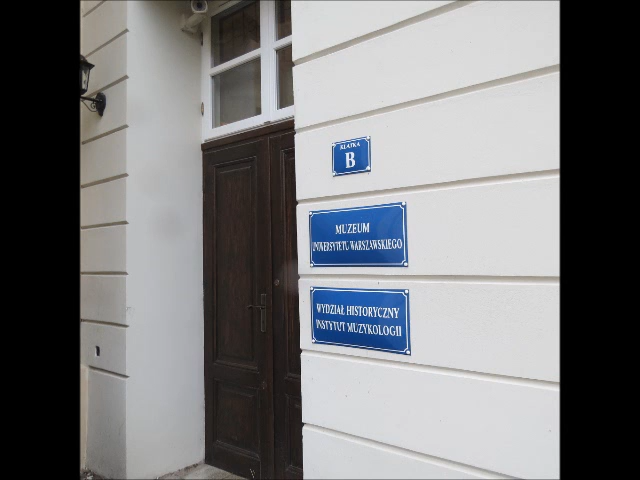 KLATKA
B
MUZEUM
UNIWERSYTETU WARSZAWSKIEGO
WYDZIAŁ HISTORYCZNY
INSTYTUT MUZYKOLOGII